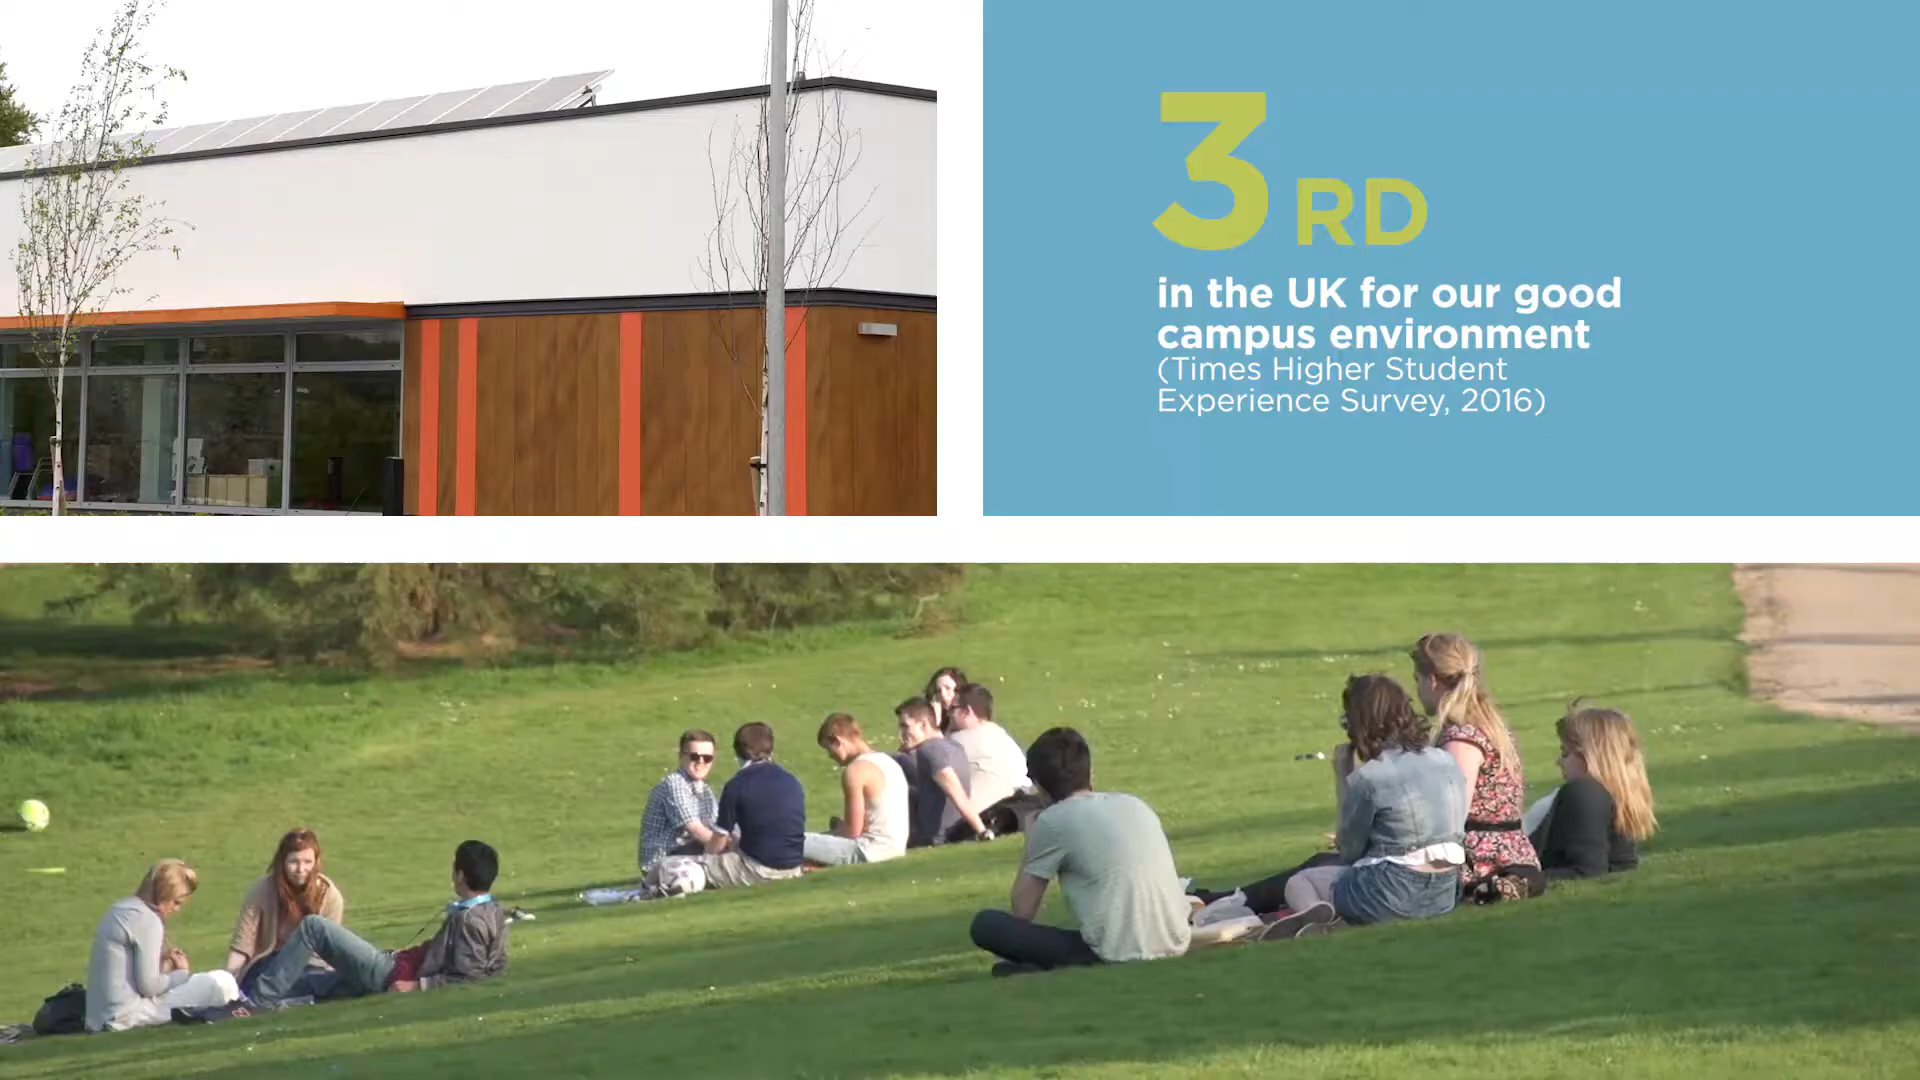 3RD
in the UK for our good
campus environment
(Times Higher Student
Experience Survey, 2016)